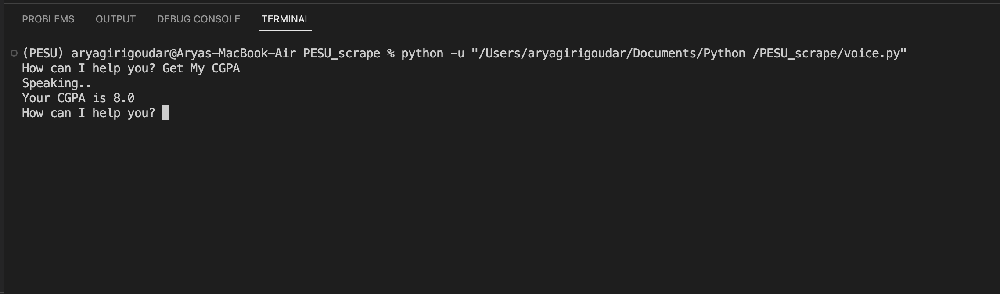 PROBLEMS OUTPUT DEBUG CONSOLE TERMINAL
(PESU) aryagirigoudar@Aryas-MacBook-Air PESU_scrape % python -u "/Users/aryagirigoudar/Documents/Python /PESU_scrape/voice.py"
How can I help you? Get My CGPA
Speaking..
Your CGPA is 8.0
How can I help you?